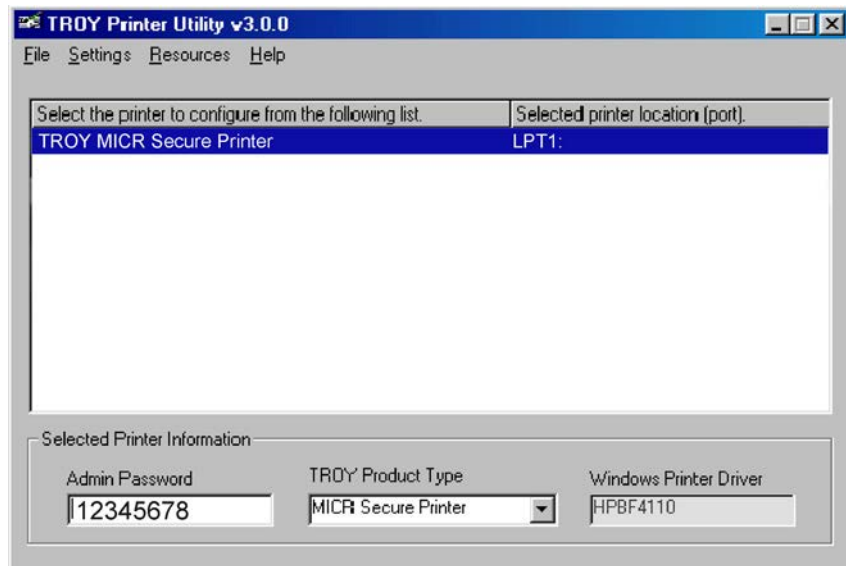 TROY Printer Utility v3.0.0
File Settings Resources Help
Select the printer to configure from the following list. Selected printer location (port).
TROY MICR Secure Printer LPT1:
Selected Printer Information
Admin Password TROY Product Type Windows Printer Driver
12345678 MICR Secure Printer HPBF4110